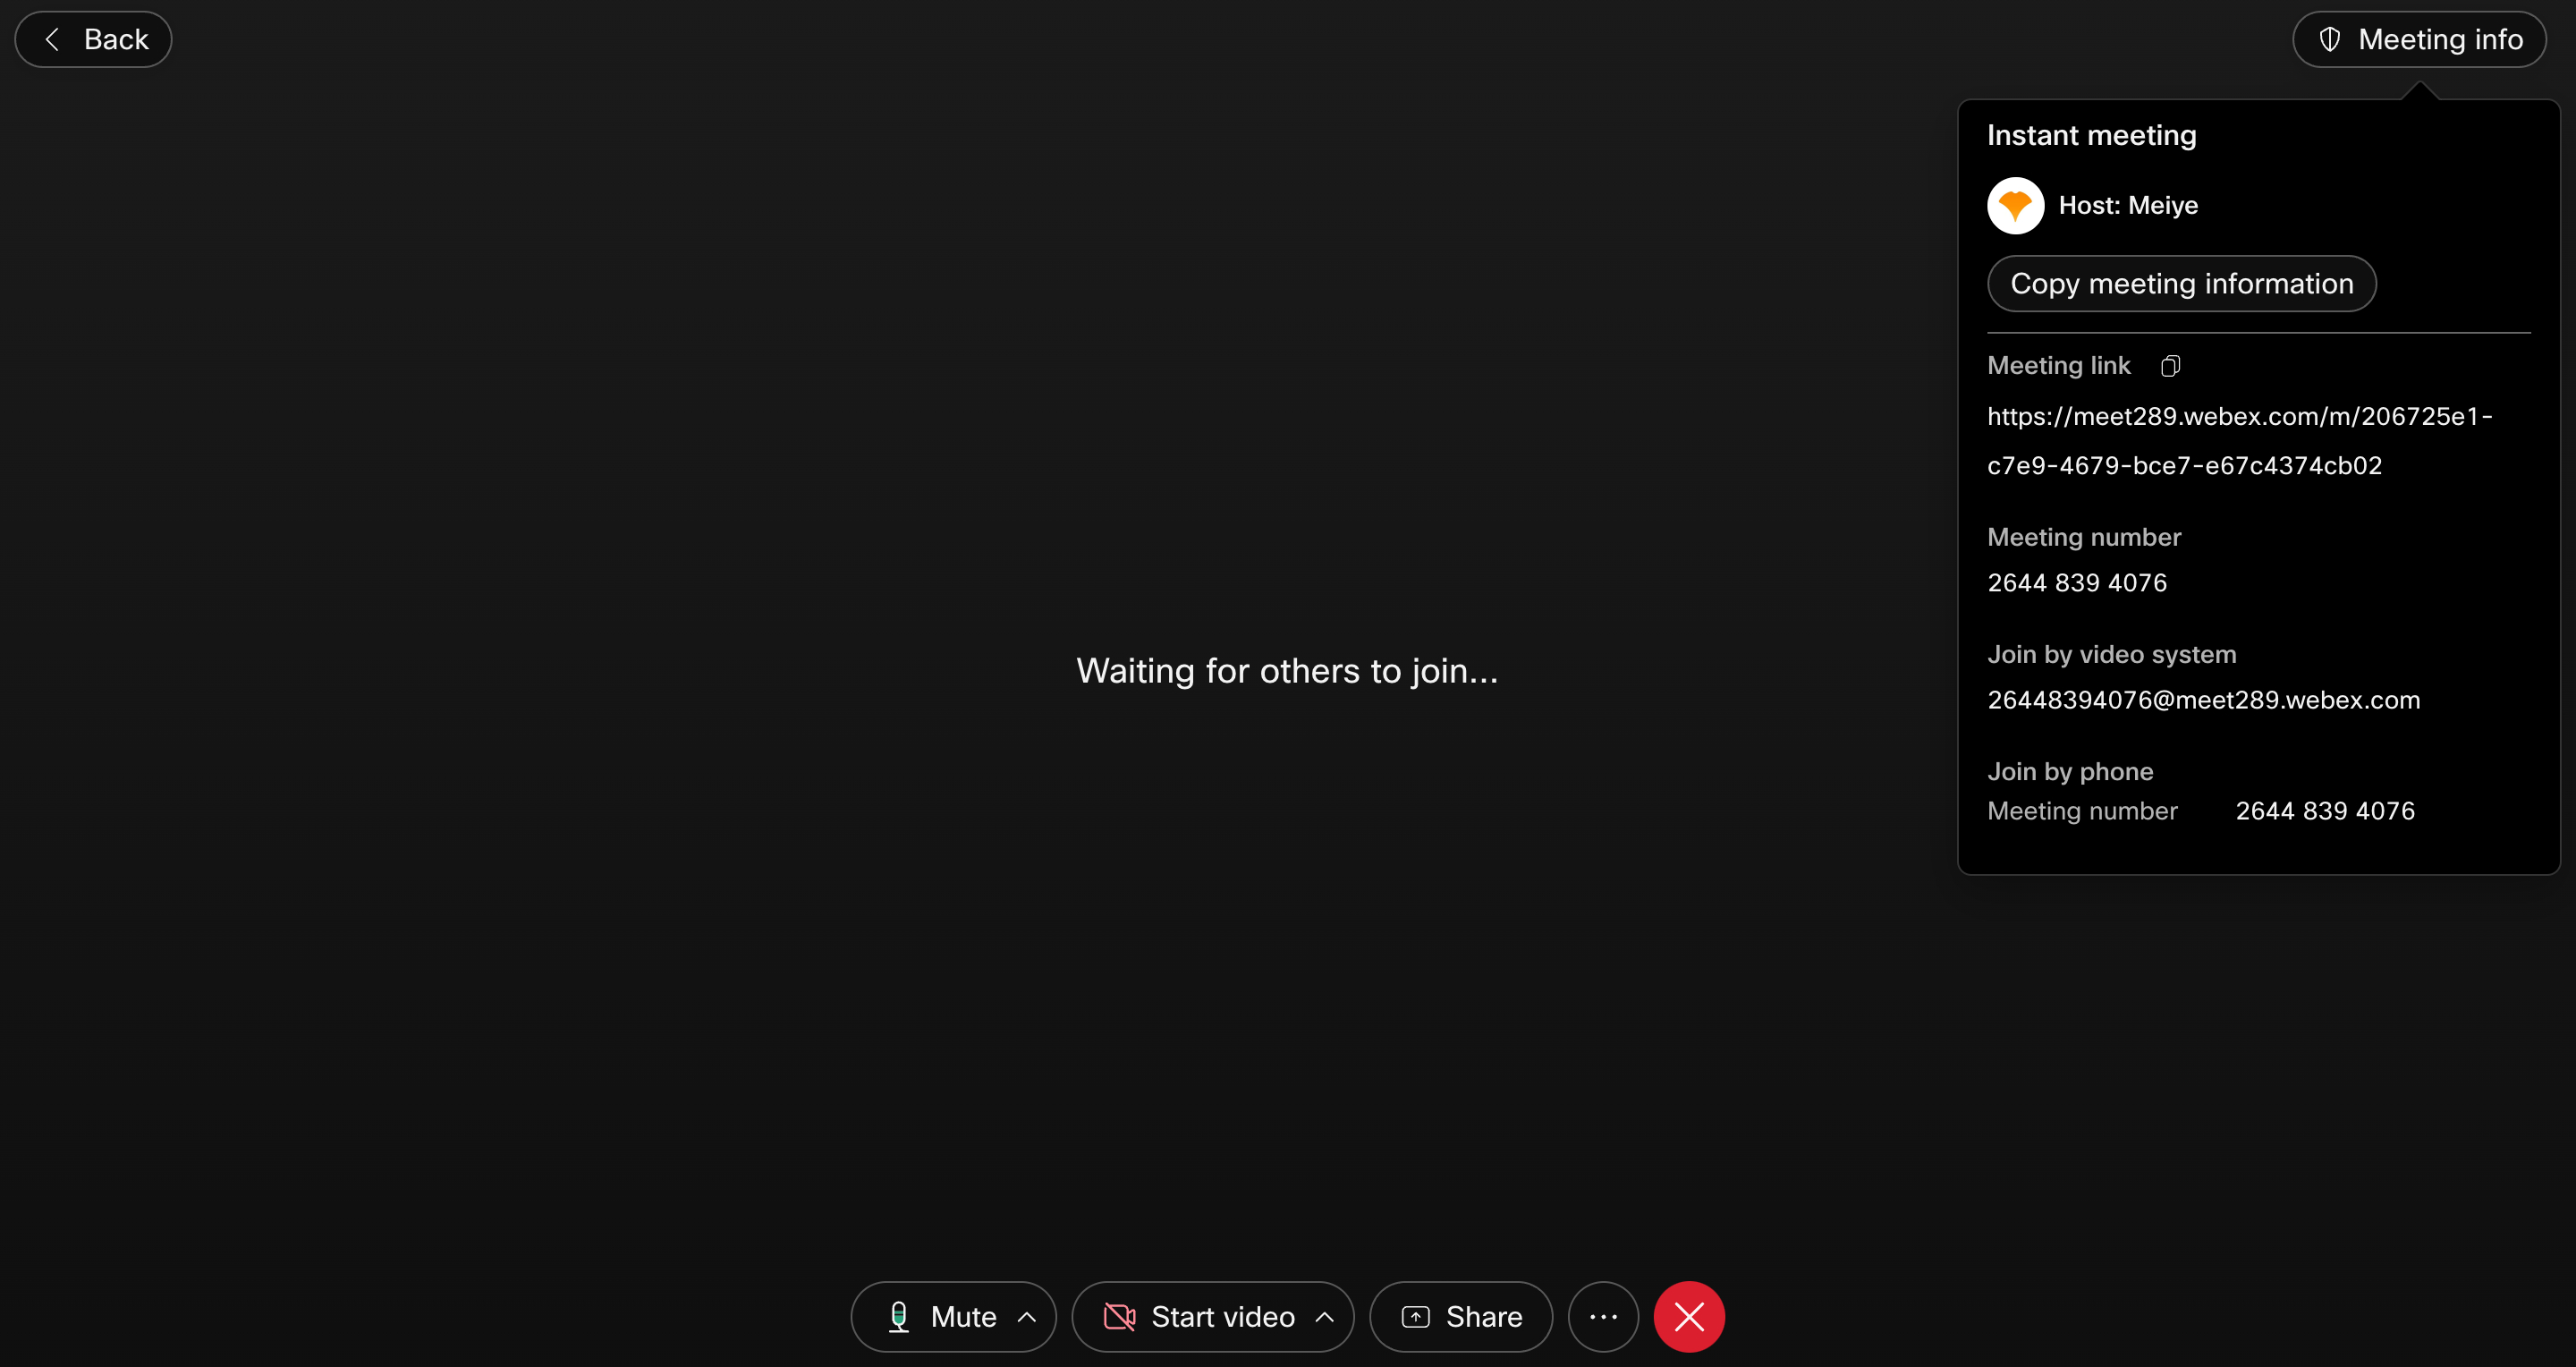 Back
Meeting info
Instant meeting
Host: Meiye
Copy meeting information
Meeting link
https://meet289.webex.com/m/206725e1-
c7e9-4679-bce7-e67c4374cb02
Meeting number
2644 839 4076
Join by video system
26448394076@meet289.webex.com
Join by phone
Meeting number 2644 839 4076
Waiting for others to join...
Mute
Start video
Share